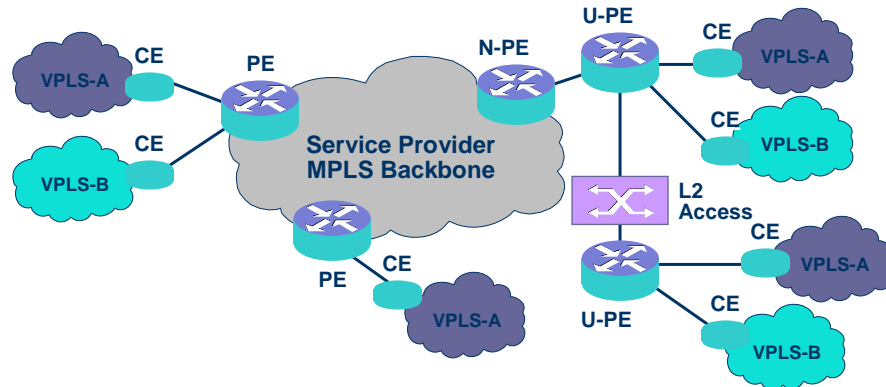 U-PE
CE
VPLS-A
N-PE
PE
CE
VPLS-A
CE
VPLS-B
Service Provider
MPLS Backbone
CE
VPLS-B
L2
Access
PE
CE
VPLS-A
CE
VPLS-A
U-PE
CE
VPLS-B